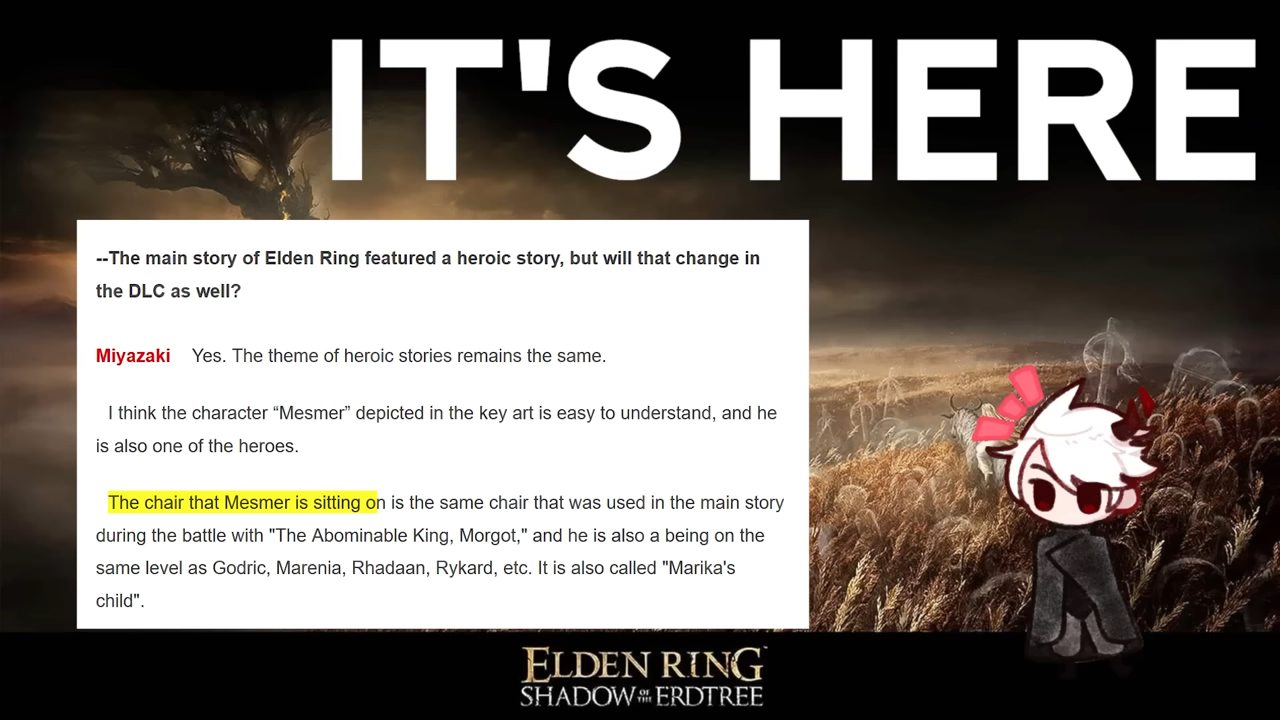 IT'S HERE
--The main story of Elden Ring featured a heroic story, but will that change in
the DLC as well?
Miyazaki Yes. The theme of heroic stories remains the same.
I think the character “Mesmer” depicted in the key art is easy to understand, and he
is also one of the heroes.
The chair that Mesmer is sitting on is the same chair that was used in the main story
during the battle with "The Abominable King, Morgot," and he is also a being on the
same level as Godric, Marenia, Rhadaan, Rykard, etc. It is also called "Marika's
child".
ELDEN RING
SHADOW OF THE ERDTREE